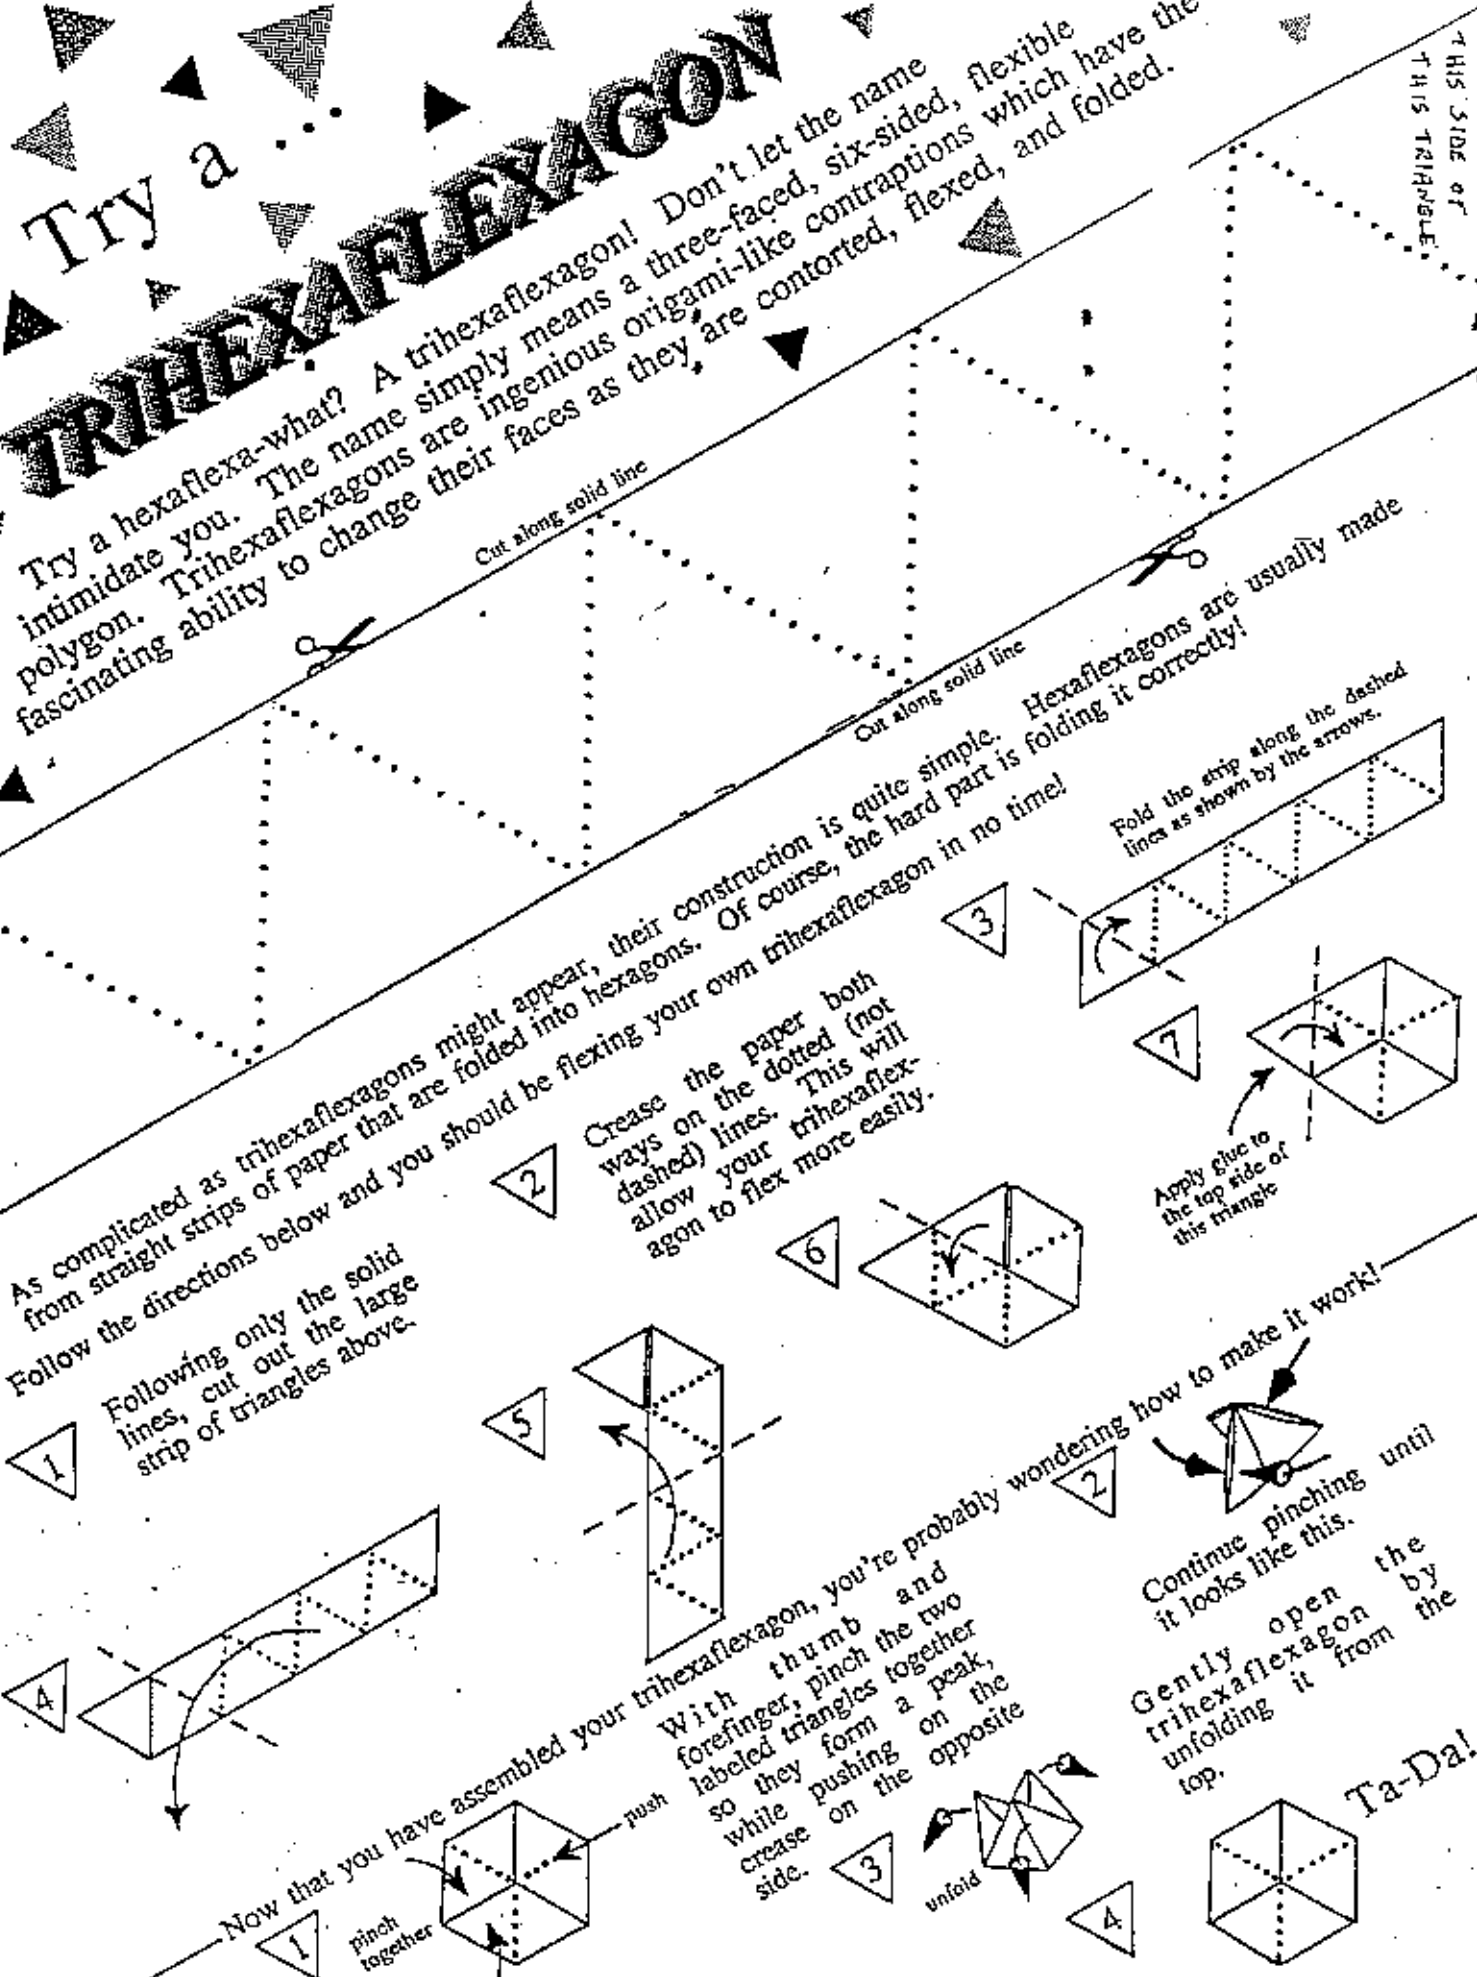 Try a ...
TRIHEXAFLEXAGON
Try a hexaflexa-what? A trihexaflexagon! Don't let the name
intimidate you. The name simply means a three-faced, six-sided, flexible
polygon. Trihexaflexagons are ingenious origami-like contraptions which have the
fascinating ability to change their faces as they are contorted, flexed, and folded.
THIS SIDE OF
THIS TRIANGLE
Cut along solid line
Cut along solid line
As complicated as trihexaflexagons might appear, their construction is quite simple. Hexaflexagons are usually made
from straight strips of paper that are folded into hexagons. Of course, the hard part is folding it correctly!
Follow the directions below and you should be flexing your own trihexaflexagon in no time!
1
Following only the solid
lines, cut out the large
strip of triangles above.
2
Crease the paper both
ways on the dotted (not
dashed) lines. This will
allow your trihexaflex-
agon to flex more easily.
3
Fold the strip along the dashed
lines as shown by the arrows.
4
5
6
7
Apply glue to
the top side of
this triangle
Now that you have assembled your trihexaflexagon, you're probably wondering how to make it work!
1
pinch
together
push
With thumb and
forefinger, pinch the two
labeled triangles together
so they form a peak,
while pushing on the
crease on the opposite
side.
2
Continue pinching until
it looks like this.
3
unfold
Gently open the
trihexaflexagon by
unfolding it from the
top.
4
Ta-Da!